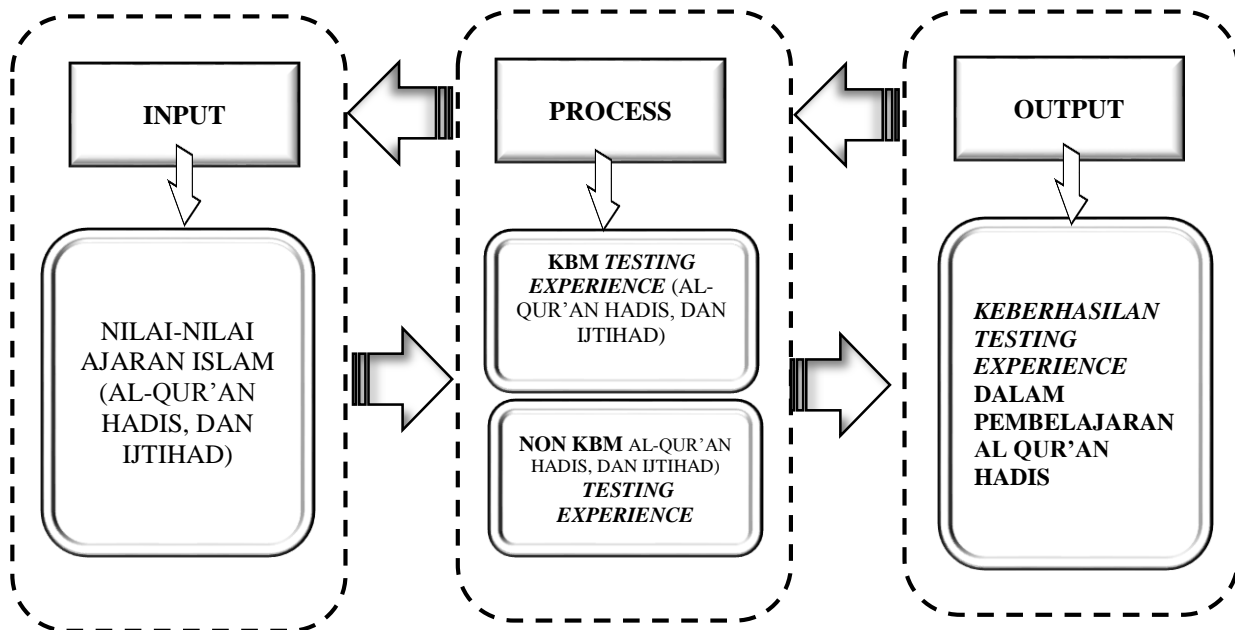 INPUT
NILAI-NILAI
AJARAN ISLAM
(AL-QUR’AN
HADIS, DAN
IJTIHAD)
PROCESS
KBM TESTING
EXPERIENCE (AL-
QUR’AN HADIS, DAN
IJTIHAD)
NON KBM AL-QUR’AN
HADIS, DAN IJTIHAD)
TESTING
EXPERIENCE
OUTPUT
KEBERHASILAN
TESTING
EXPERIENCE
DALAM
PEMBELAJARAN
AL QUR’AN
HADIS